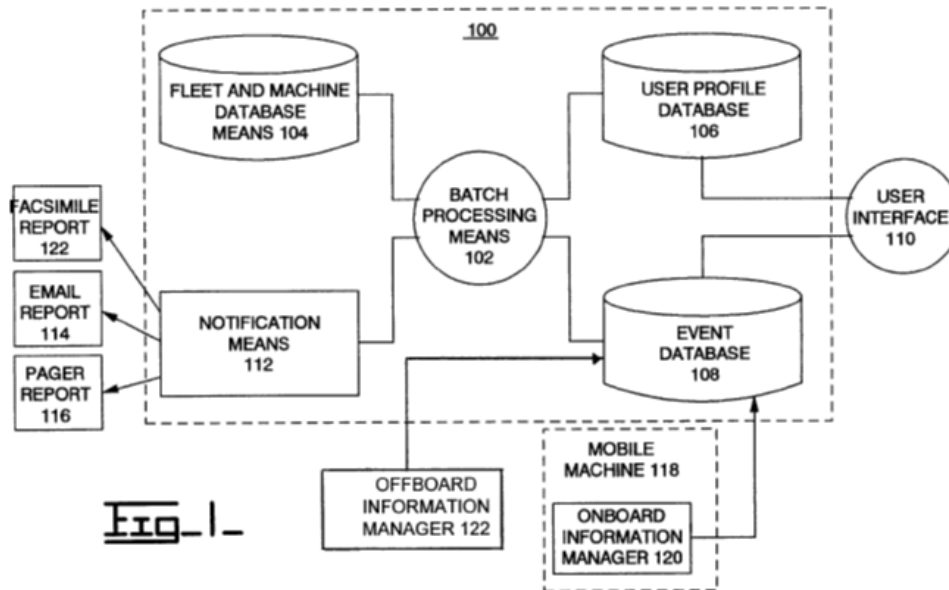 100
FLEET AND MACHINE
DATABASE
MEANS 104
USER PROFILE
DATABASE
106
BATCH
PROCESSING
MEANS
102
USER
INTERFACE
110
FACSIMILE
REPORT
122
EMAIL
REPORT
114
PAGER
REPORT
116
NOTIFICATION
MEANS
112
EVENT
DATABASE
108
OFFBOARD
INFORMATION
MANAGER 122
MOBILE
MACHINE 118
ONBOARD
INFORMATION
MANAGER 120
Fig_1_